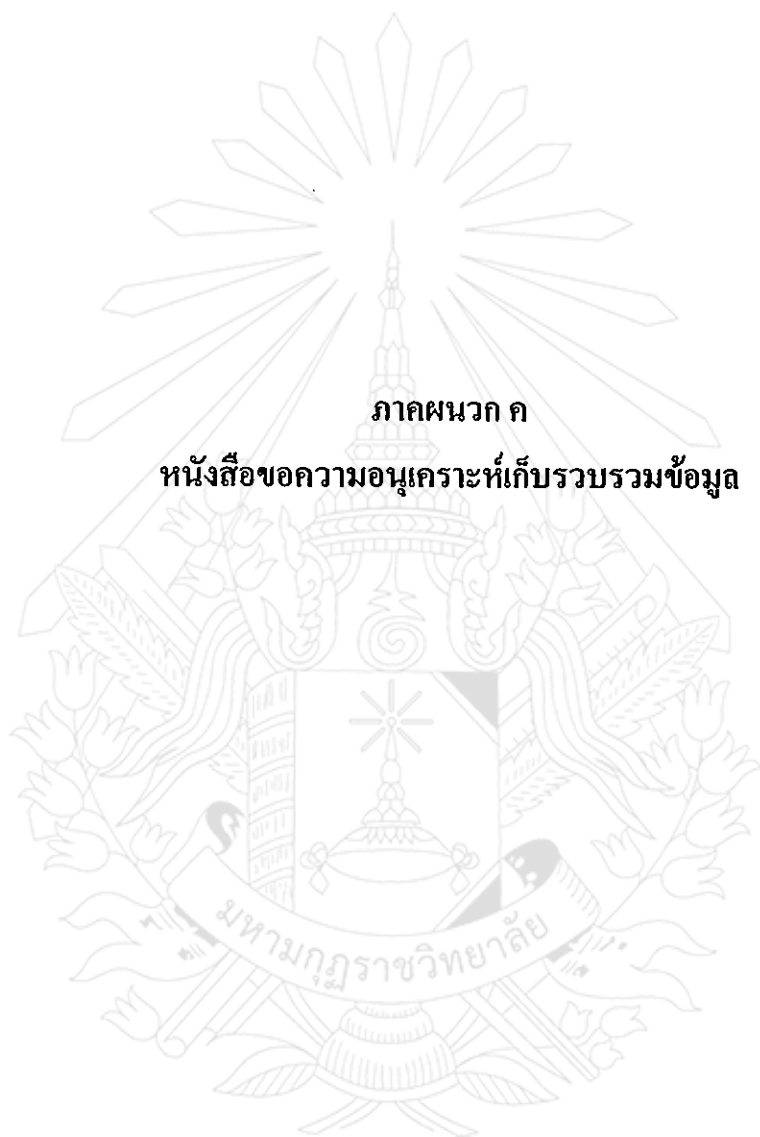 ภาคผนวก ค
หนังสือขอความอนุเคราะห์เก็บรวบรวมข้อมูล
มหามกุฏราชวิทยาลัย